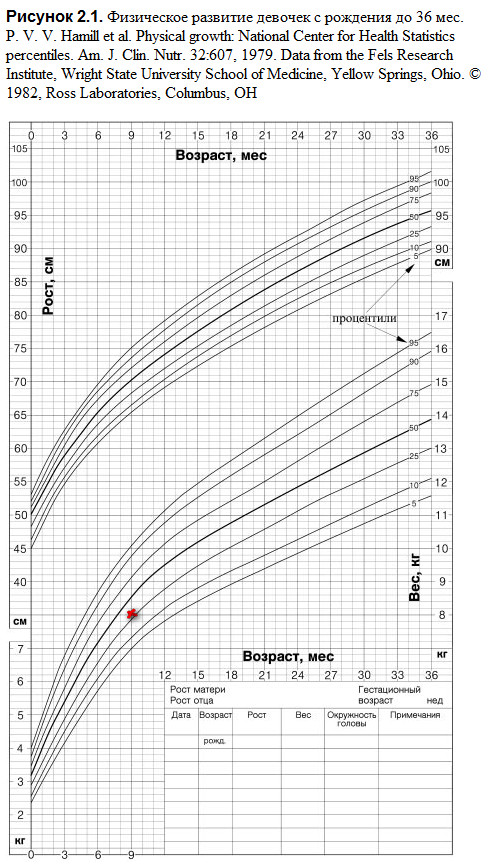 Рисунок 2.1. Физическое развитие девочек с рождения до 36 мес.
P. V. V. Hamill et al. Physical growth: National Center for Health Statistics
percentiles. Am. J. Clin. Nutr. 32:607, 1979. Data from the Fels Research
Institute, Wright State University School of Medicine, Yellow Springs, Ohio. ©
1982, Ross Laboratories, Columbus, OH
0 3 6 9 12 15 18 21 24 27 30 33 36
Возраст, мес
105 105
100 100
95 95
90 90
см
85
80
75
70
65
60
55
50
45
40
см
Рост, см
95
90
75
50
25
10
5
процентили
17
16
15
14
13
12
11
10
9
8
кг
95
90
75
50
25
10
5
Вес, кг
Возраст, мес
12 15 18 21 24 27 30 33 36
7
6
5
4
3
2
кг
0 3 6 9
Рост матери Гестационный
Рост отца возраст нед
Дата Возраст Рост Вес Окружность головы Примечания
рожд.